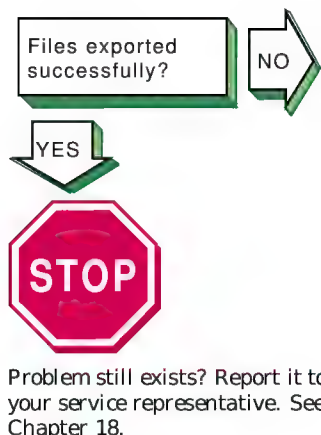 Files exported
successfully?
NO
YES
STOP
Problem still exists? Report it to
your service representative. See
Chapter 18.